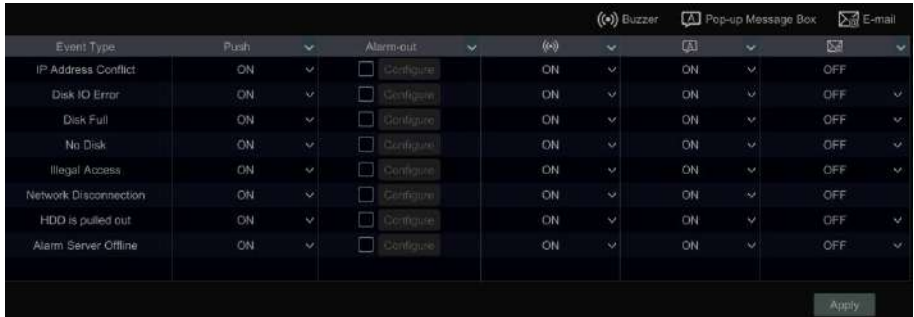 Buzzer Pop-up Message Box E-mail
Event Type Push Alarm-out
IP Address Conflict ON Configure ON ON OFF
Disk IO Error ON Configure ON ON OFF
Disk Full ON Configure ON ON OFF
No Disk ON Configure ON ON OFF
Illegal Access ON Configure ON ON OFF
Network Disconnection ON Configure ON ON OFF
HDD is pulled out ON Configure ON ON OFF
Alarm Server Offline ON Configure ON ON OFF
Apply